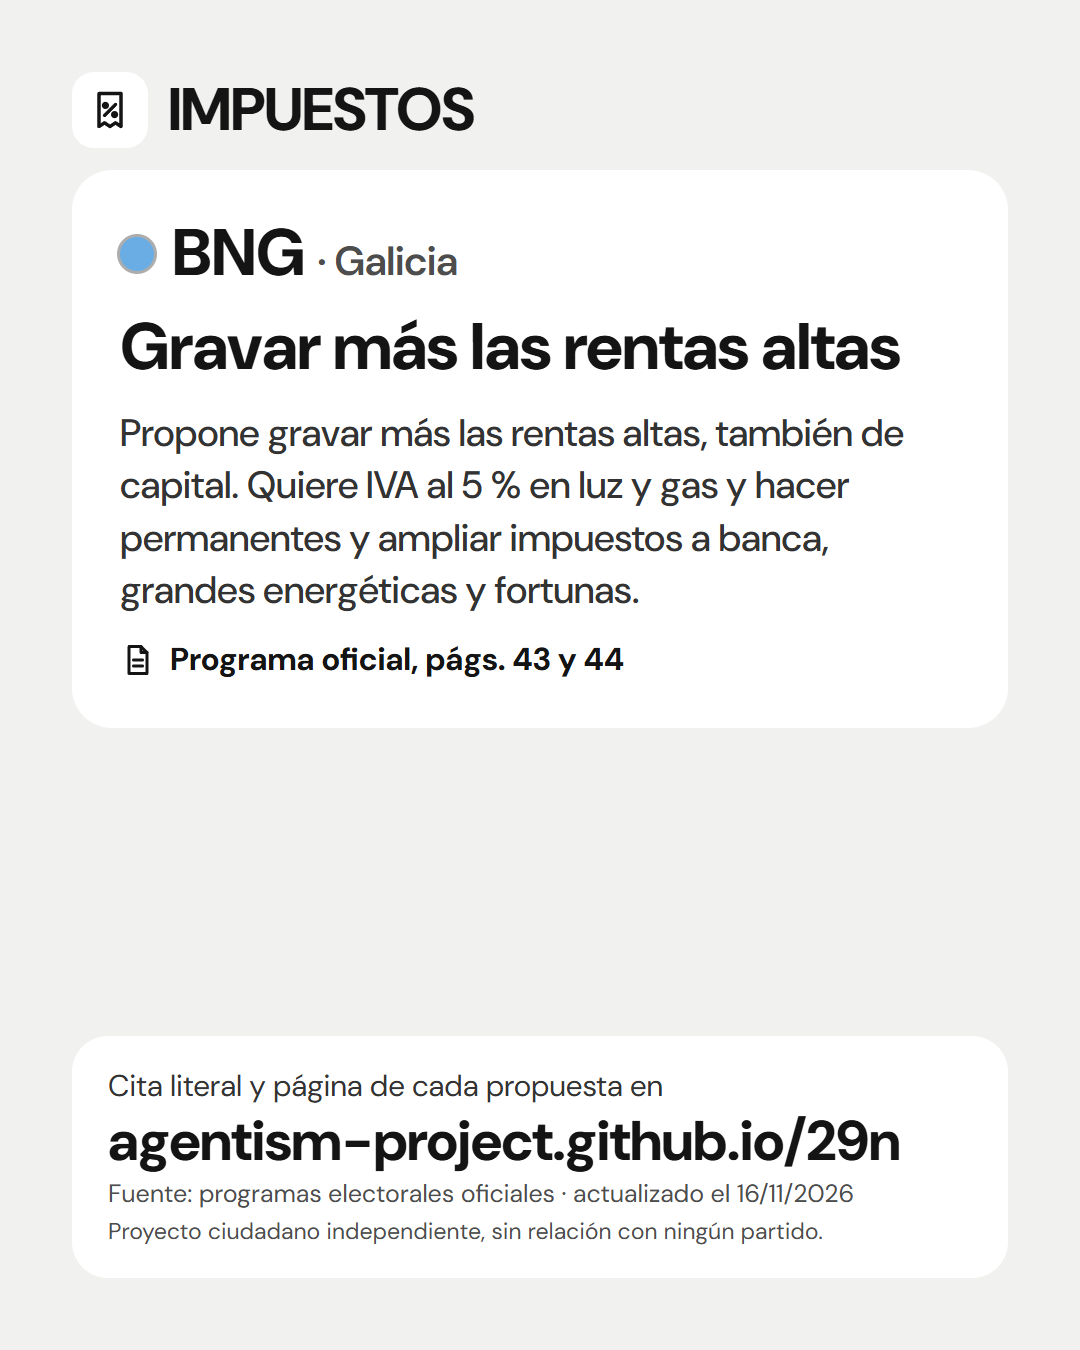 IMPUESTOS
BNG · Galicia
Gravar más las rentas altas
Propone gravar más las rentas altas, también de
capital. Quiere IVA al 5 % en luz y gas y hacer
permanentes y ampliar impuestos a banca,
grandes energéticas y fortunas.
Programa oficial, págs. 43 y 44
Cita literal y página de cada propuesta en
agentism-project.github.io/29n
Fuente: programas electorales oficiales · actualizado el 16/11/2026
Proyecto ciudadano independiente, sin relación con ningún partido.